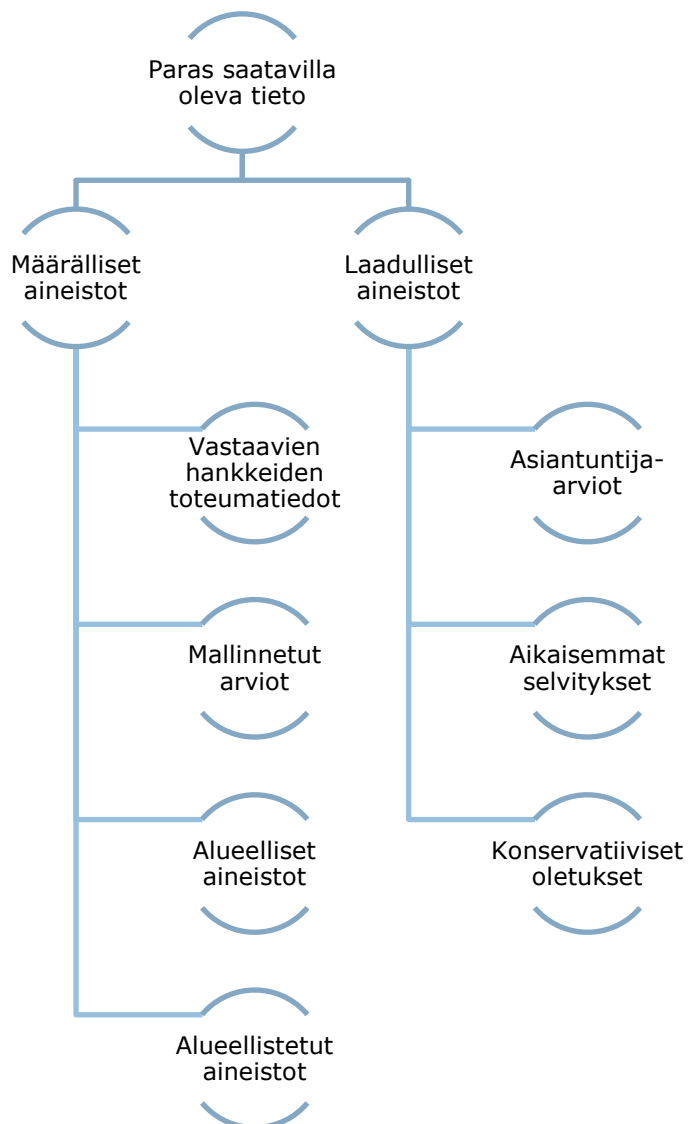 Paras saatavilla
oleva tieto
Määrälliset
aineistot
Laadulliset
aineistot
Vastaavien
hankkeiden
toteumatiedot
Asiantuntija-
arviot
Mallinnetut
arviot
Aikaisemmat
selvitykset
Alueelliset
aineistot
Konservatiiviset
oletukset
Alueellistetut
aineistot